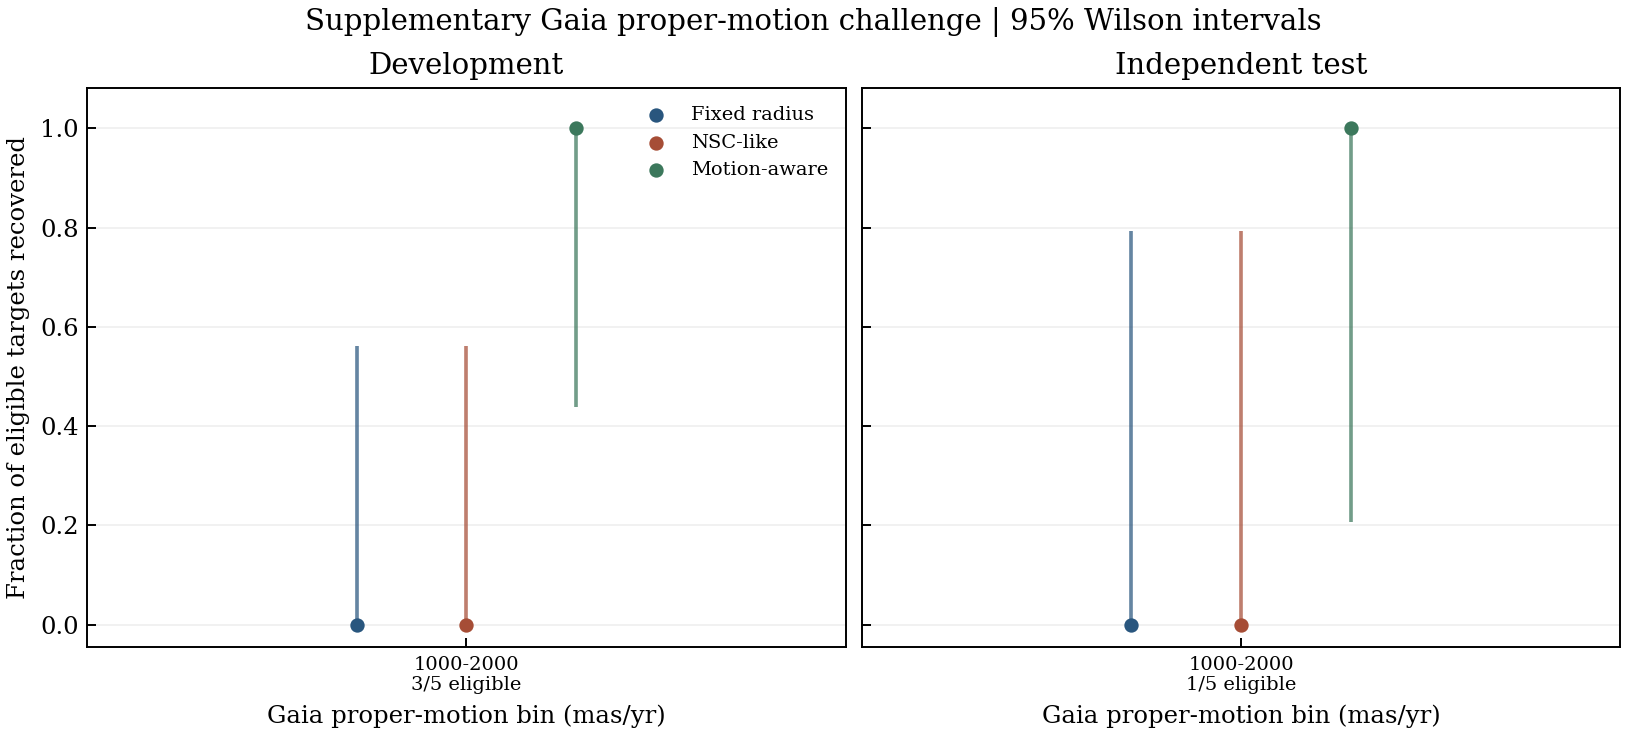 Supplementary Gaia proper-motion challenge | 95% Wilson intervals
Development
Fraction of eligible targets recovered
1.0
0.8
0.6
0.4
0.2
0.0
Fixed radius
NSC-like
Motion-aware
1000-2000
3/5 eligible
Gaia proper-motion bin (mas/yr)
Independent test
1000-2000
1/5 eligible
Gaia proper-motion bin (mas/yr)